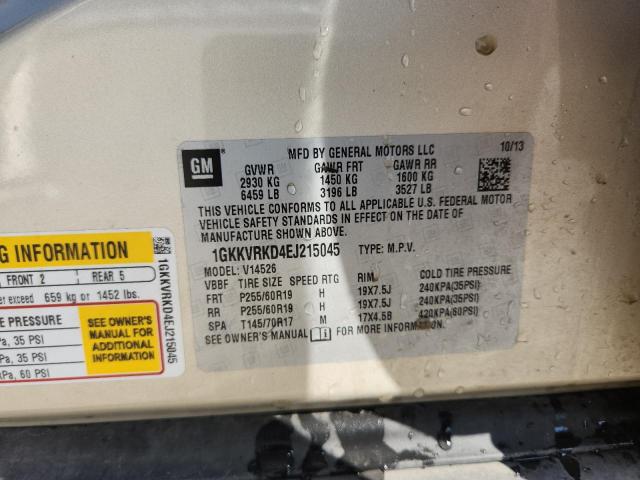 GM
MFD BY GENERAL MOTORS LLC 10/13
GVWR GAWR FRT GAWR RR
2930 KG 1450 KG 1600 KG
6459 LB 3196 LB 3527 LB
THIS VEHICLE CONFORMS TO ALL APPLICABLE U.S. FEDERAL MOTOR
VEHICLE SAFETY STANDARDS IN EFFECT ON THE DATE OF
MANUFACTURE SHOWN ABOVE.
1GKKVRKD4EJ215045 TYPE: M.P.V.
MODEL: V14526
VBBF TIRE SIZE SPEED RTG RIM COLD TIRE PRESSURE
FRT P255/60R19 H 19X7.5J 240KPA(35PSI)
RR P255/60R19 H 19X7.5J 240KPA(35PSI)
SPA T145/70R17 M 17X4.5B 420KPA(60PSI)
SEE OWNER'S MANUAL FOR MORE INFORMATION.
G INFORMATION
FRONT 2 REAR 5
er exceed 659 kg or 1452 lbs.
E PRESSURE
Pa, 35 PSI
Pa, 35 PSI
Pa, 60 PSI
SEE OWNER'S
MANUAL FOR
ADDITIONAL
INFORMATION
1GKKVRKD4EJ215045